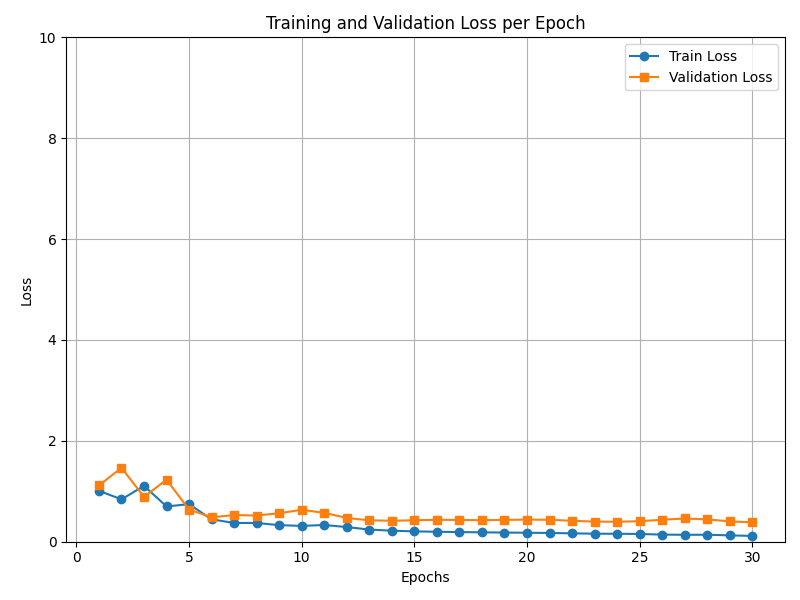 Training and Validation Loss per Epoch
Train Loss
Validation Loss
Loss
10
8
6
4
2
0
0 5 10 15 20 25 30
Epochs